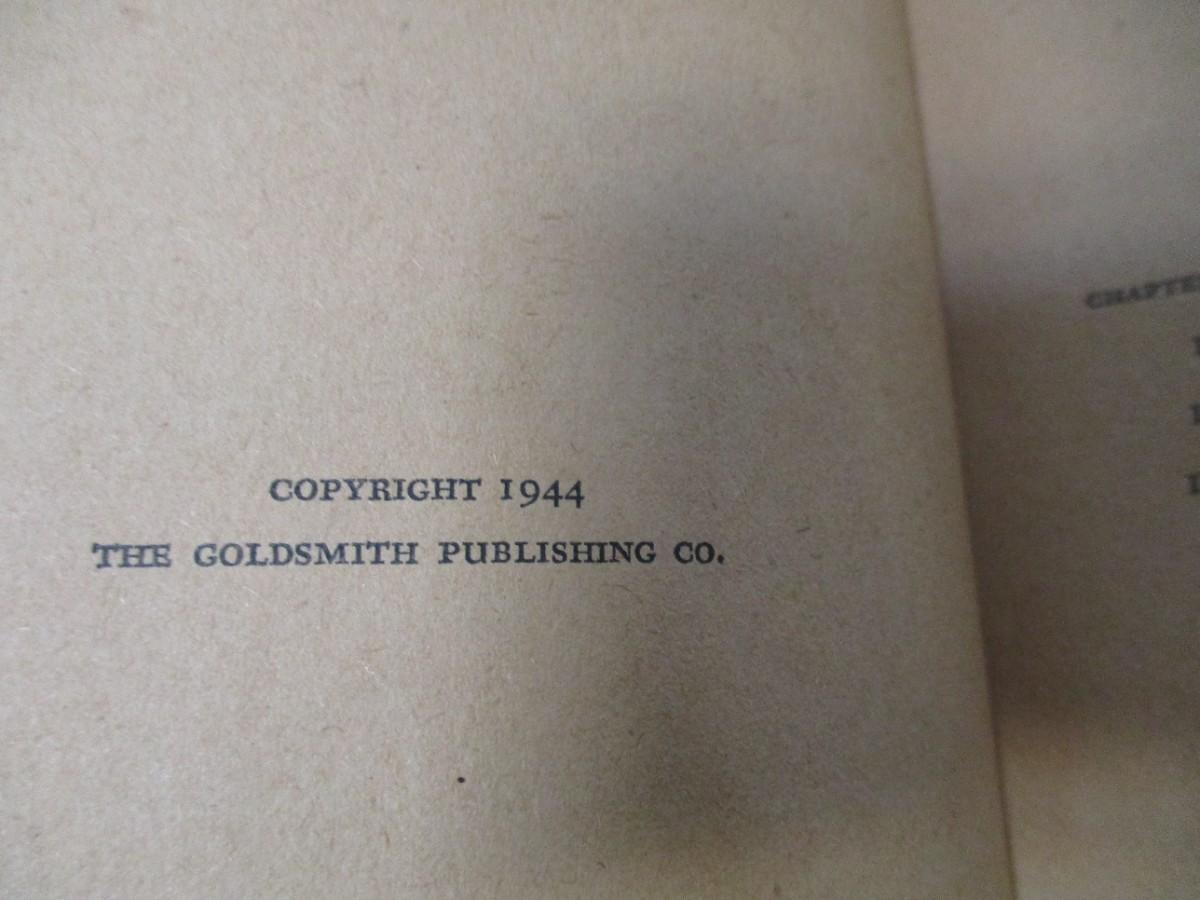 COPYRIGHT 1944
THE GOLDSMITH PUBLISHING CO.